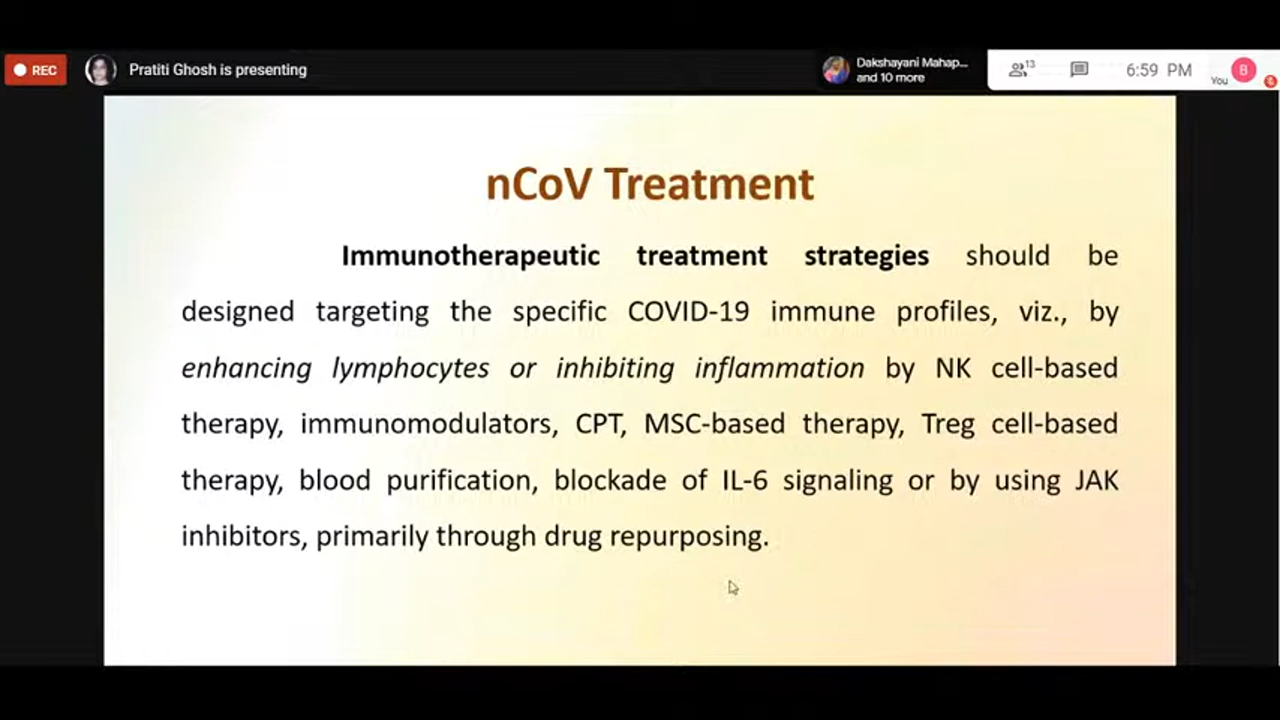 REC
Pratiti Ghosh is presenting
Dakshayani Mahap...
and 10 more
13
6:59 PM
You
B
nCoV Treatment
Immunotherapeutic treatment strategies should be
designed targeting the specific COVID-19 immune profiles, viz., by
enhancing lymphocytes or inhibiting inflammation by NK cell-based
therapy, immunomodulators, CPT, MSC-based therapy, Treg cell-based
therapy, blood purification, blockade of IL-6 signaling or by using JAK
inhibitors, primarily through drug repurposing.